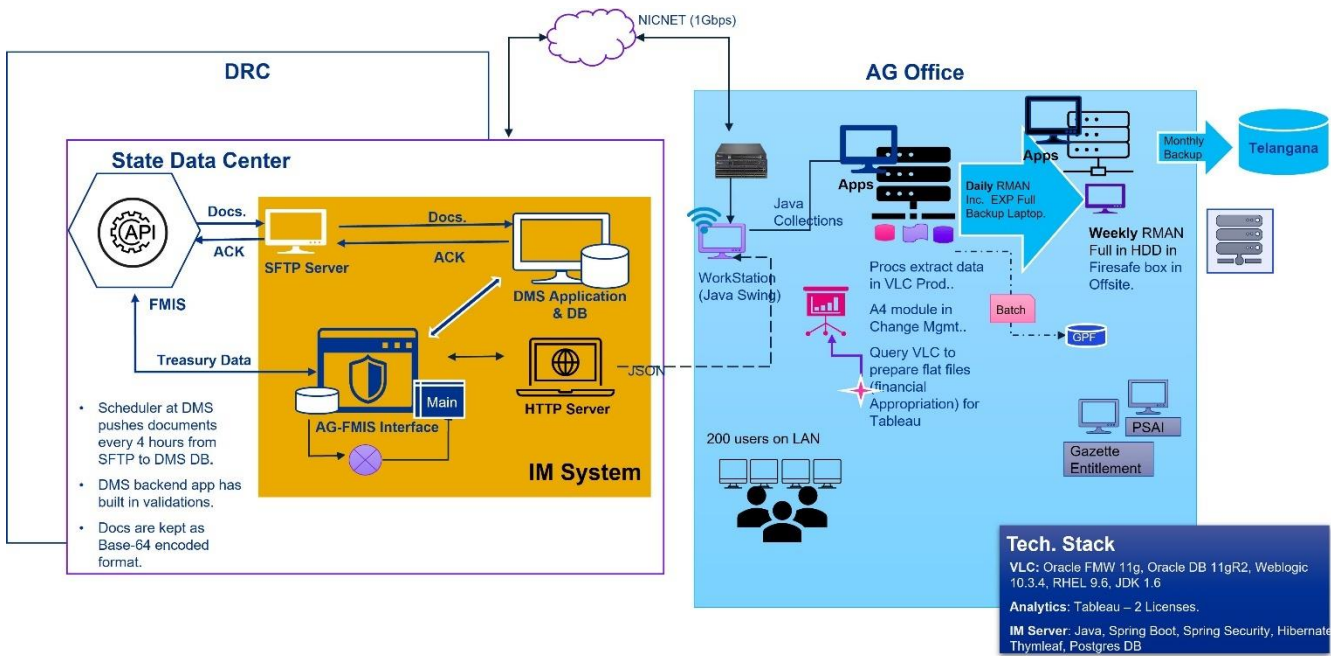 NICNET (1Gbps)
DRC
AG Office
State Data Center
API
FMIS
Docs.
ACK
SFTP Server
Docs.
ACK
DMS Application
& DB
Treasury Data
Main
AG-FMIS Interface
HTTP Server
JSON
IM System
• Scheduler at DMS
pushes documents
every 4 hours from
SFTP to DMS DB.
• DMS backend app has
built in validations.
• Docs are kept as
Base-64 encoded
format.
WorkStation
(Java Swing)
Java
Collections
Apps
Daily RMAN
Inc. EXP Full
Backup Laptop.
Apps
Monthly
Backup
Telangana
Weekly RMAN
Full in HDD in
Firesafe box in
Offsite.
Procs extract data
in VLC Prod..
A4 module in
Change Mgmt..
Query VLC to
prepare flat files
(financial
Appropriation) for
Tableau
Batch
GPF
200 users on LAN
PSAI
Gazette
Entitlement
Tech. Stack
VLC: Oracle FMW 11g, Oracle DB 11gR2, Weblogic
10.3.4, RHEL 9.6, JDK 1.6
Analytics: Tableau – 2 Licenses.
IM Server: Java, Spring Boot, Spring Security, Hibernate
Thymleaf, Postgres DB